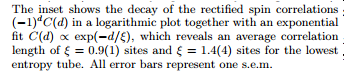 The inset shows the decay of the rectified spin correlations
(−1)ᵈC(d) in a logarithmic plot together with an exponential
fit C(d) ∝ exp(−d/ξ), which reveals an average correlation
length of ξ = 0.9(1) sites and ξ = 1.4(4) sites for the lowest
entropy tube. All error bars represent one s.e.m.